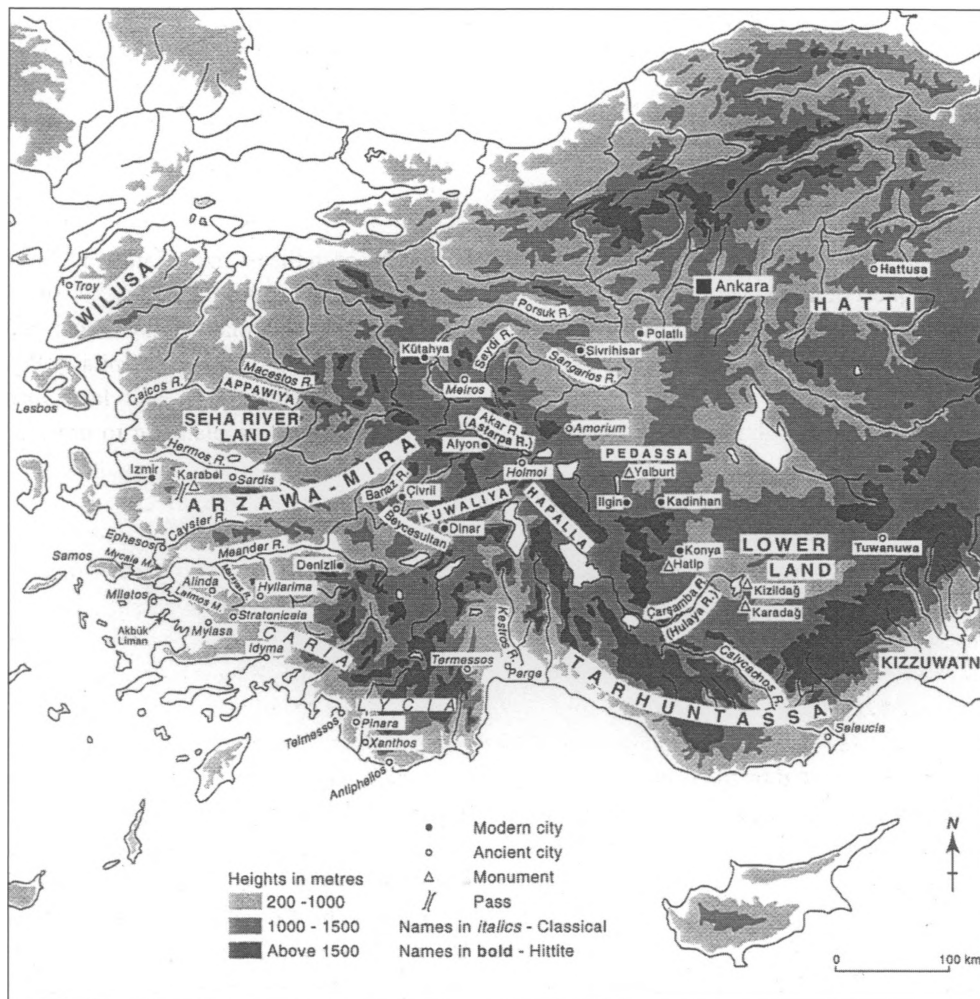 Troy
WILUSA
Lesbos
Caicos R.
Macestos R.
APPAWIYA
SEHA RIVER
LAND
Hermos R.
Izmir
Karabel
Sardis
ARZAWA-MIRA
Ephesos
Cayster R.
Samos
Mycale M.
Meander R.
Miletos
Alinda
Latmos M.
Marsyas R.
Hyllarima
Stratoniceia
Mylasa
Akbük
Liman
Idyma
CARIA
Denizli
Kütahya
Porsuk R.
Seydi R.
Meiros
Sangarios R.
Sivrihisar
Polatlı
Ankara
Hattusa
HATTI
Akar R.
(Astarpa R.)
Afyon
Amorium
Holmoi
Banaz R.
Çivril
Beycesultan
KUWALIYA
Dinar
HAPALLA
PEDASSA
Yalburt
Ilgin
Kadinhan
Konya
Hatip
LOWER
LAND
Tuwanuwa
Kizildağ
Karadağ
Çarşamba R.
(Hulaya R.)
Calycadnos R.
KIZZUWATN
TARHUNTASSA
Seleucia
Kestros R.
Perge
Termessos
LYCIA
Telmessos
Pinara
Xanthos
Antiphellos
Modern city
Ancient city
Monument
Pass
Heights in metres
200 -1000
1000 - 1500
Above 1500
Names in italics - Classical
Names in bold - Hittite
N
0 100 km